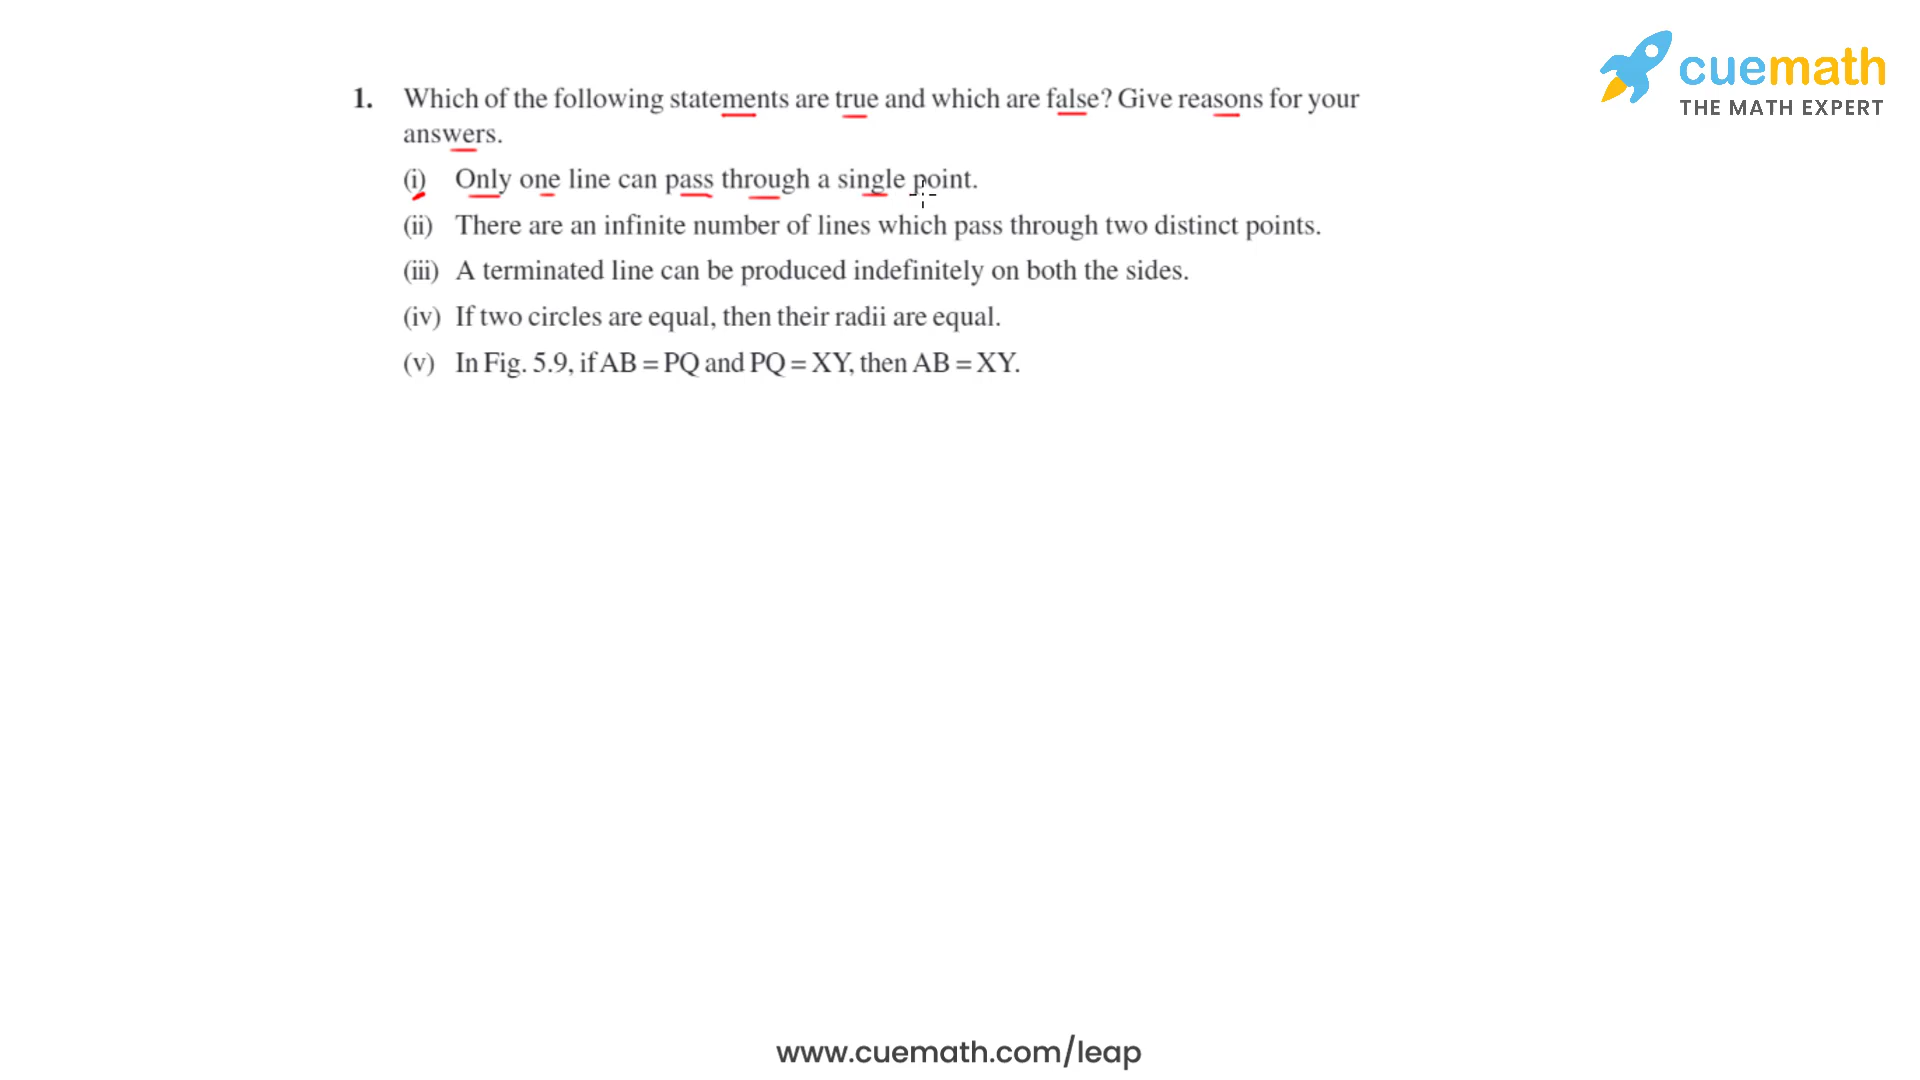 cuemath
THE MATH EXPERT
1. Which of the following statements are true and which are false? Give reasons for your
answers.
(i) Only one line can pass through a single point.
(ii) There are an infinite number of lines which pass through two distinct points.
(iii) A terminated line can be produced indefinitely on both the sides.
(iv) If two circles are equal, then their radii are equal.
(v) In Fig. 5.9, if AB = PQ and PQ = XY, then AB = XY.
www.cuemath.com/leap